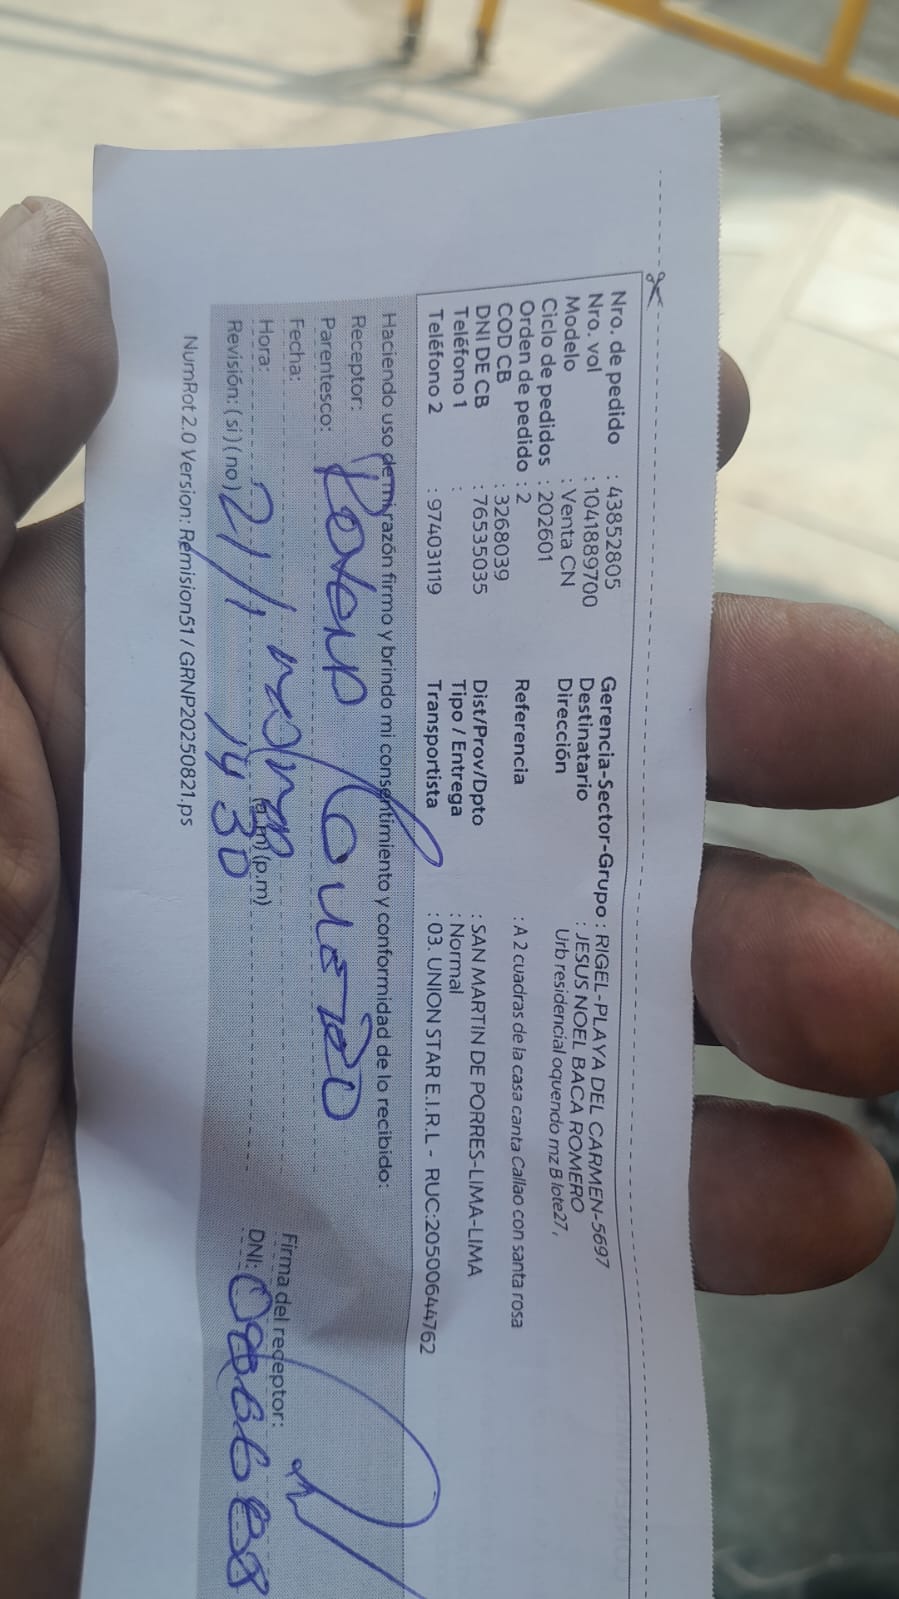 Nro. de pedido : 43852805
Nro. vol : 1041889700
Modelo : Venta CN
Ciclo de pedidos : 202601
Orden de pedido : 2
COD CB : 3268039
DNI DE CB : 76535035
Teléfono 1 :
Teléfono 2 : 974031119
Gerencia-Sector-Grupo : RIGEL-PLAYA DEL CARMEN-5697
Destinatario : JESUS NOEL BACA ROMERO
Dirección Urb residencial oquendo mz B lote27 ,
Referencia : A 2 cuadras de la casa canta Callao con santa rosa
Dist/Prov/Dpto : SAN MARTIN DE PORRES-LIMA-LIMA
Tipo / Entrega : Normal
Transportista : 03. UNION STAR E.I.R.L - RUC:20500644762
Haciendo uso de mi razón firmo y brindo mi consentimiento y conformidad de lo recibido:
Receptor:
Parentesco:
Fecha:
Hora: (a.m) (p.m)
Revisión: (si) (no) 21/1 14 30
Firma del receptor:
DNI:
NumRot2.0 Version: Remision51 / GRNP20250821.ps